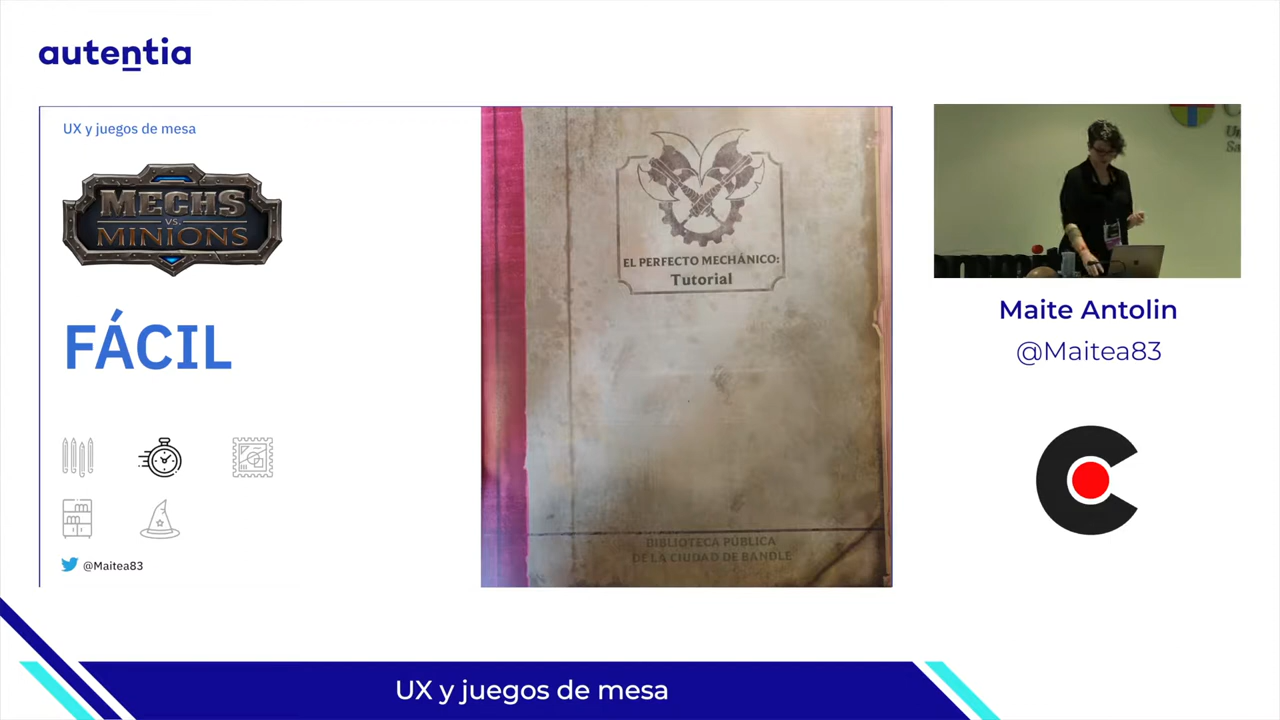 autentia
UX y juegos de mesa
MECHS
VS.
MINIONS
FÁCIL
@Maitea83
EL PERFECTO MECHÁNICO:
Tutorial
BIBLIOTECA PÚBLICA
DE LA CIUDAD DE BANDLE
Maite Antolin
@Maitea83
UX y juegos de mesa